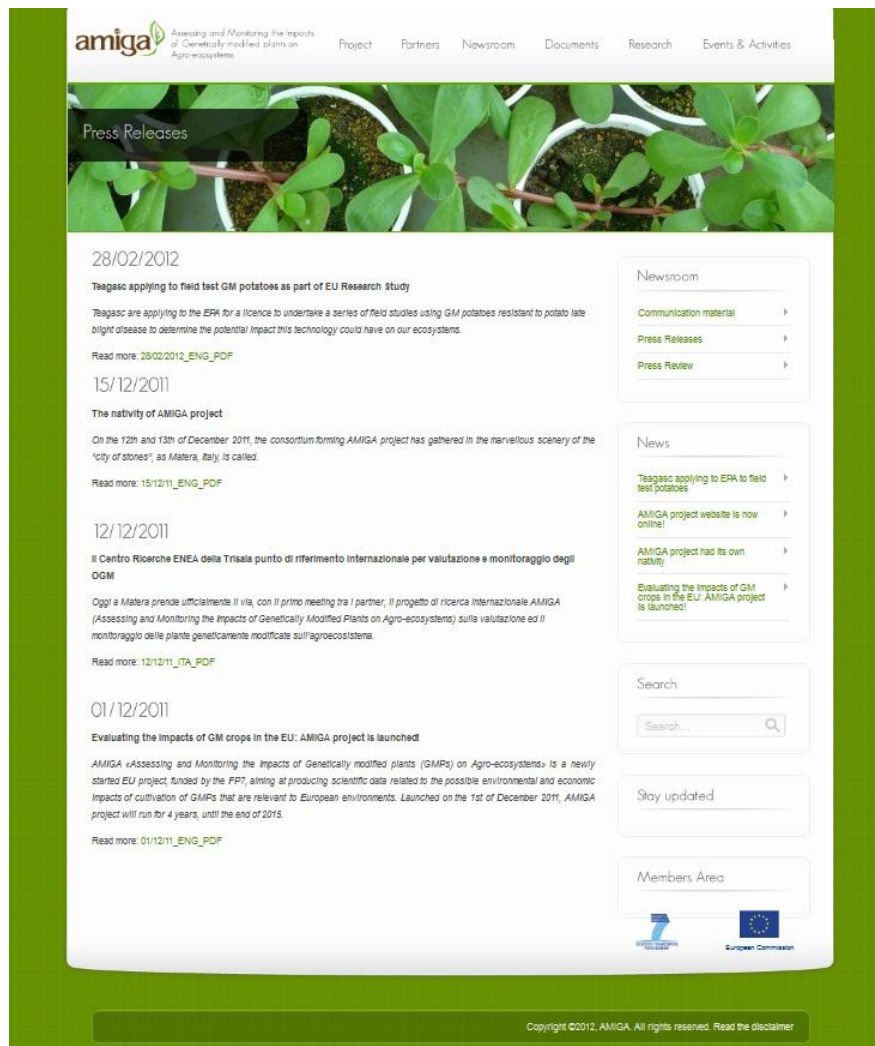 amiga
Assessing and Monitoring the Impacts
of Genetically modified plants on
Agro-ecosystems
Project Partners Newsroom Documents Research Events & Activities
Press Releases
28/02/2012
Teagasc applying to field test GM potatoes as part of EU Research Study
Teagasc are applying to the EPA for a licence to undertake a series of field studies using GM potatoes resistant to potato late
blight disease to determine the potential impact this technology could have on our ecosystems.
Read more: 28/02/2012_ENG_PDF
15/12/2011
The nativity of AMIGA project
On the 12th and 13th of December 2011, the consortium forming AMIGA project has gathered in the marvellous scenery of the
"city of stones", as Matera, Italy, is called.
Read more: 15/12/11_ENG_PDF
12/12/2011
Il Centro Ricerche ENEA della Trisaia punto di riferimento internazionale per valutazione e monitoraggio degli
OGM
Oggi a Matera prende ufficialmente il via, con il primo meeting tra i partner, il progetto di ricerca internazionale AMIGA
(Assessing and Monitoring the Impacts of Genetically Modified Plants on Agro-ecosystems) sulla valutazione ed il
monitoraggio delle piante geneticamente modificate sull'agroecosistema.
Read more: 12/12/11_ITA_PDF
01/12/2011
Evaluating the impacts of GM crops in the EU: AMIGA project is launched!
AMIGA «Assessing and Monitoring the Impacts of Genetically modified plants (GMPs) on Agro-ecosystems» is a newly
started EU project, funded by the FP7, aiming at producing scientific data related to the possible environmental and economic
impacts of cultivation of GMPs that are relevant to European environments. Launched on the 1st of December 2011, AMIGA
project will run for 4 years, until the end of 2015.
Read more: 01/12/11_ENG_PDF
Newsroom
Communication material
Press Releases
Press Review
News
Teagasc applying to EPA to field
test potatoes
AMIGA project website is now
online!
AMIGA project had its own
nativity
Evaluating the impacts of GM
crops in the EU: AMIGA project
is launched!
Search
Search...
Stay updated
Members Area
7
SEVENTH FRAMEWORK
PROGRAMME
European Commission
Copyright ©2012, AMIGA. All rights reserved. Read the disclaimer